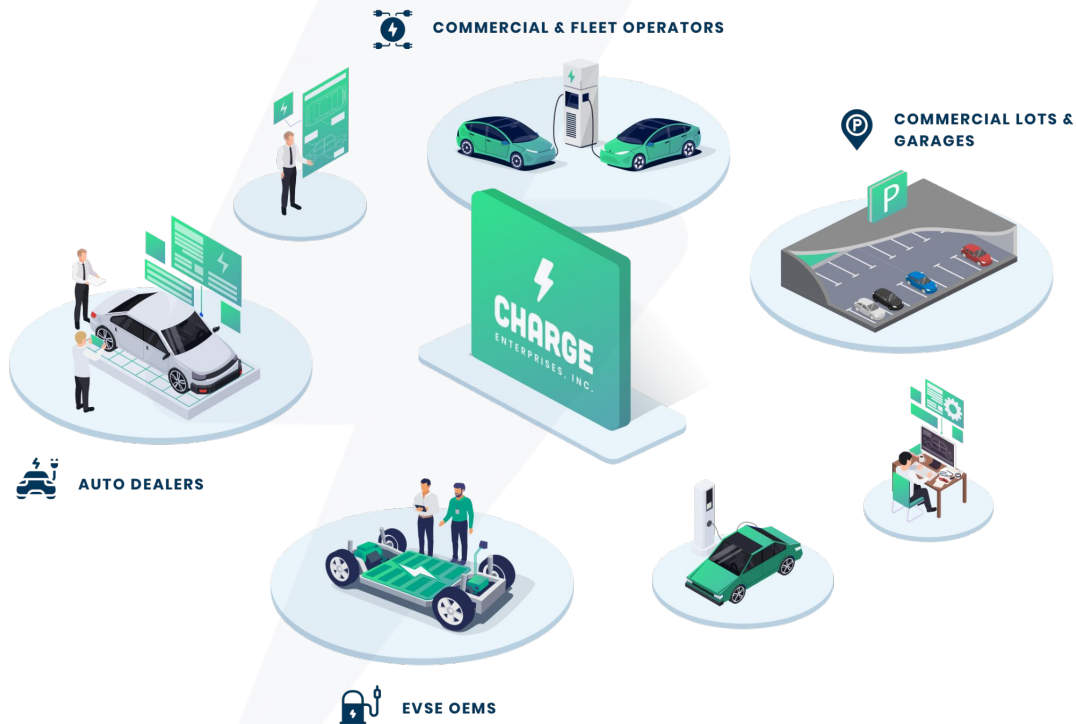 COMMERCIAL & FLEET OPERATORS
COMMERCIAL LOTS &
GARAGES
P
P
CHARGE
ENTERPRISES, INC.
AUTO DEALERS
EVSE OEMS